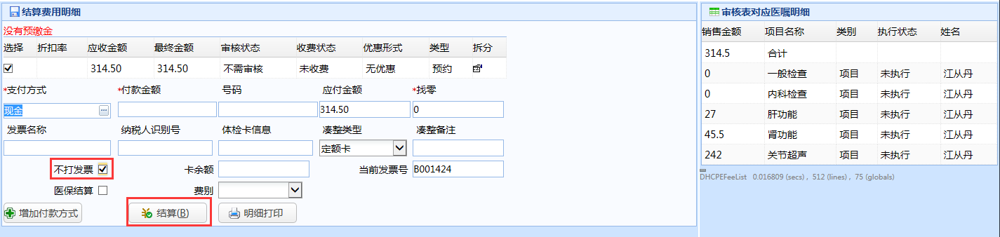 结算费用明细
没有预缴金
选择 折扣率 应收金额 最终金额 审核状态 收费状态 优惠形式 类型 拆分
314.50 314.50 不需审核 未收费 无优惠 预约
*支付方式 *付款金额 号码 应付金额 *找零
现金 ... 314.50 0
发票名称 纳税人识别号 体检卡信息 凑整类型 凑整备注
定额卡
不打发票 卡余额 当前发票号 B001424
医保结算 费别
增加付款方式 结算(B) 明细打印
审核表对应医嘱明细
销售金额 项目名称 类别 执行状态 姓名
314.5 合计
0 一般检查 项目 未执行 江从丹
0 内科检查 项目 未执行 江从丹
27 肝功能 项目 未执行 江从丹
45.5 肾功能 项目 未执行 江从丹
242 关节超声 项目 未执行 江从丹
DHCPEFeeList 0.016809 (secs) , 512 (lines) , 75 (globals)